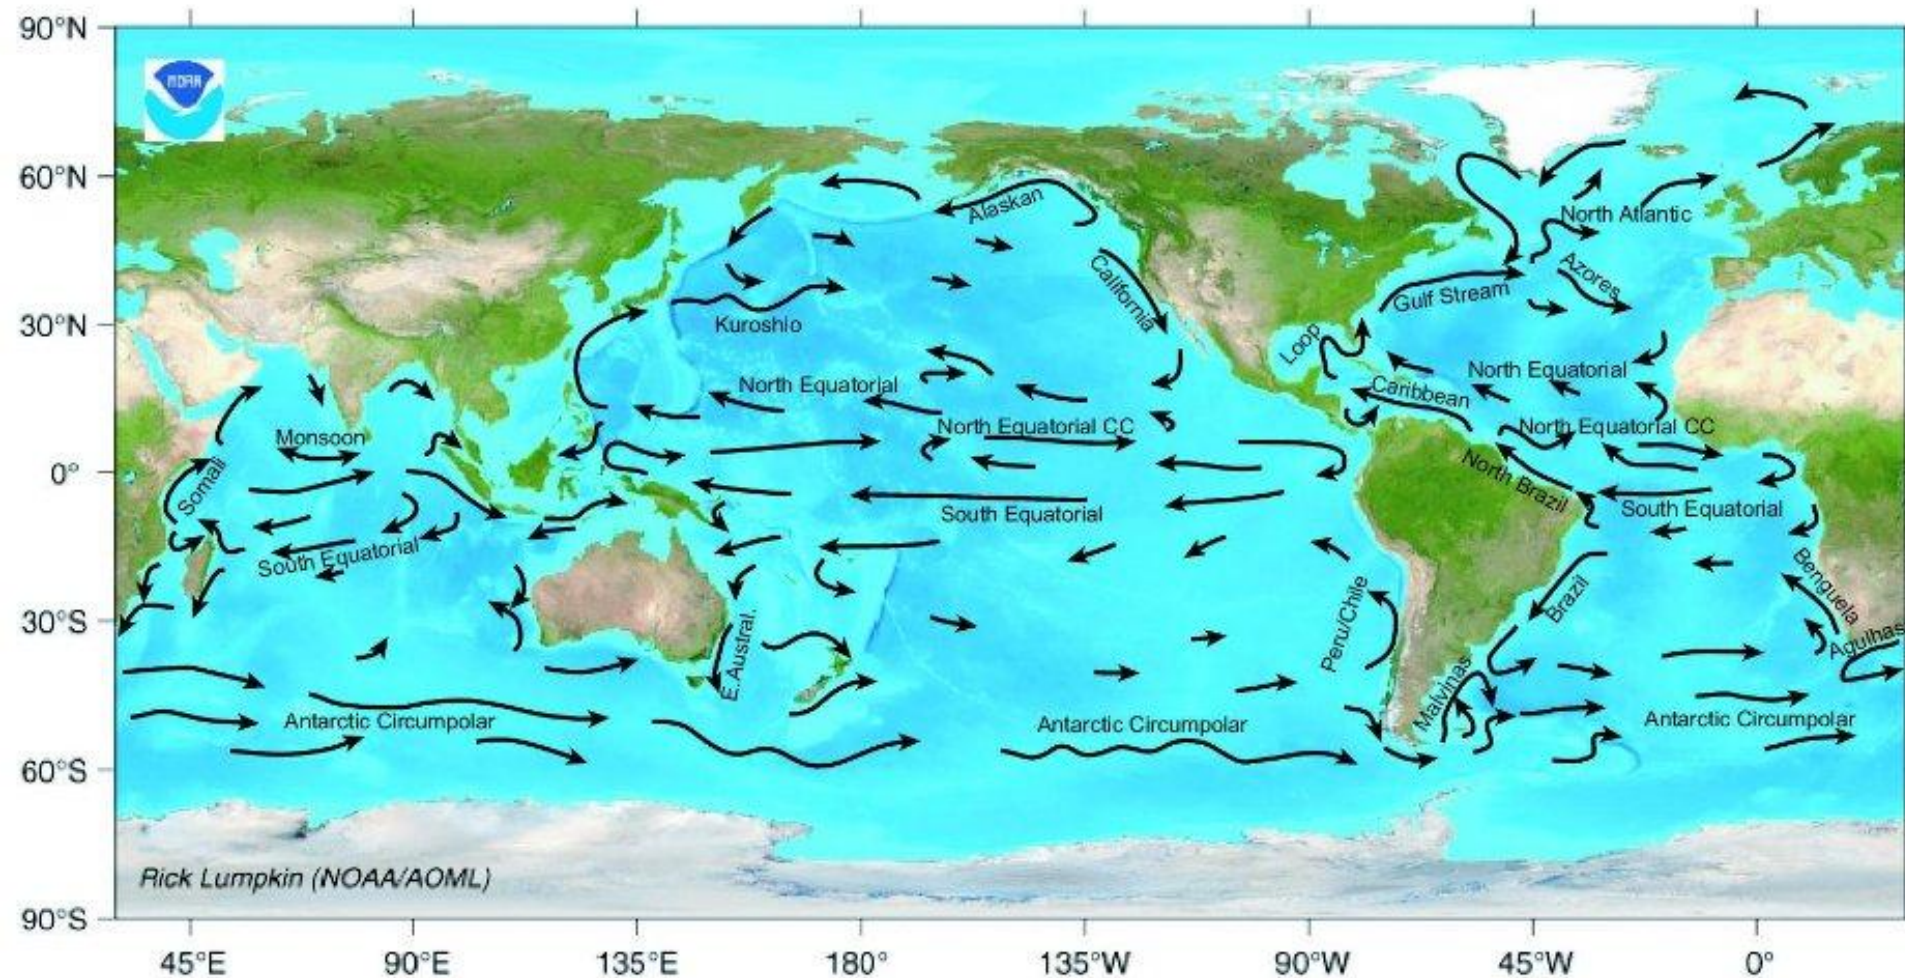 90°N
NOAA
60°N
Alaskan
North Atlantic
California
Azores
Gulf Stream
30°N
Kuroshio
Loop
North Equatorial
North Equatorial
Caribbean
Monsoon
North Equatorial CC
North Equatorial CC
0°
Somali
North Brazil
South Equatorial
South Equatorial
South Equatorial
Benguela
Brazil
30°S
E.Austral.
Peru/Chile
Agulhas
Malvinas
Antarctic Circumpolar
Antarctic Circumpolar
Antarctic Circumpolar
60°S
Rick Lumpkin (NOAA/AOML)
90°S
45°E
90°E
135°E
180°
135°W
90°W
45°W
0°